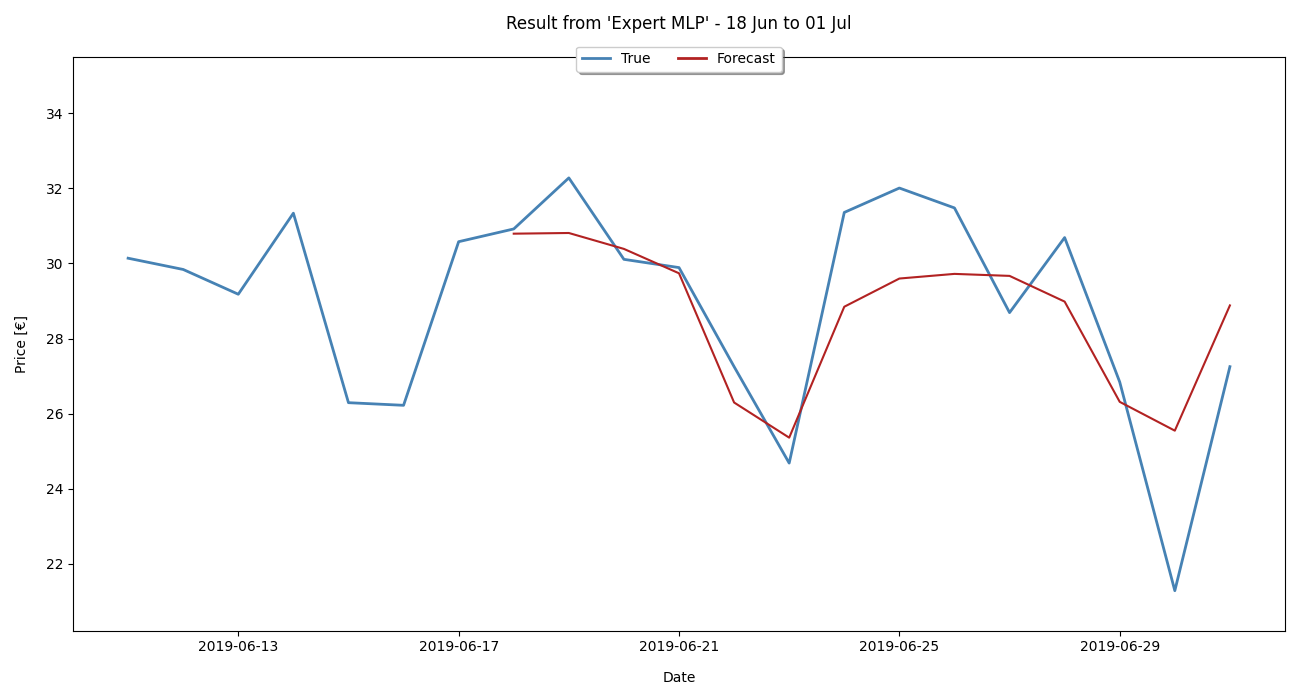 Result from 'Expert MLP' - 18 Jun to 01 Jul
True Forecast
34
32
30
28
26
24
22
Price [€]
2019-06-13 2019-06-17 2019-06-21 2019-06-25 2019-06-29
Date